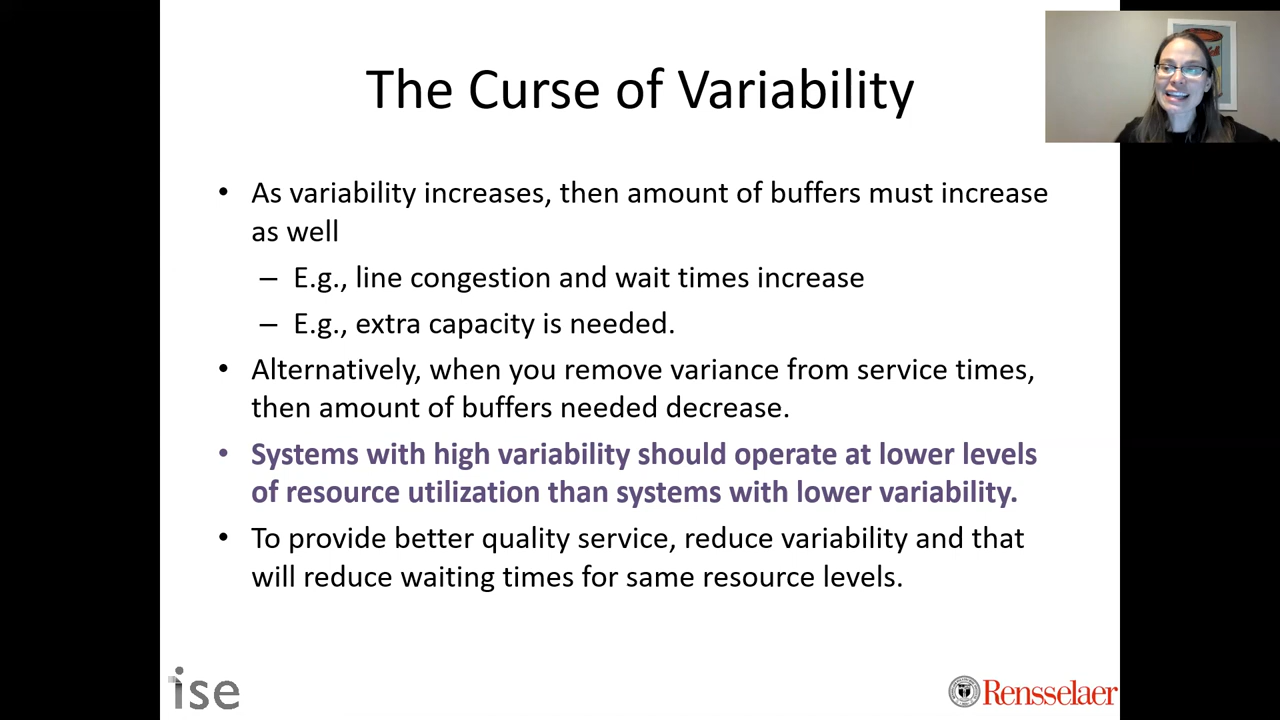 The Curse of Variability
• As variability increases, then amount of buffers must increase
as well
– E.g., line congestion and wait times increase
– E.g., extra capacity is needed.
• Alternatively, when you remove variance from service times,
then amount of buffers needed decrease.
• Systems with high variability should operate at lower levels
of resource utilization than systems with lower variability.
• To provide better quality service, reduce variability and that
will reduce waiting times for same resource levels.
ise
Rensselaer